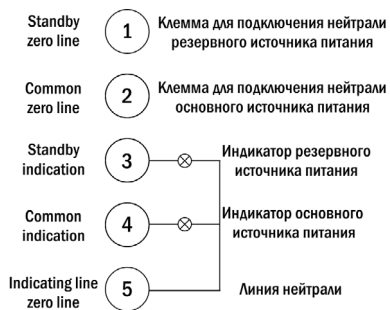 Standby
zero line
1
Клемма для подключения нейтрали
резервного источника питания
Common
zero line
2
Клемма для подключения нейтрали
основного источника питания
Standby
indication
3
Индикатор резервного
источника питания
Common
indication
4
Индикатор основного
источника питания
Indicating line
zero line
5
Линия нейтрали